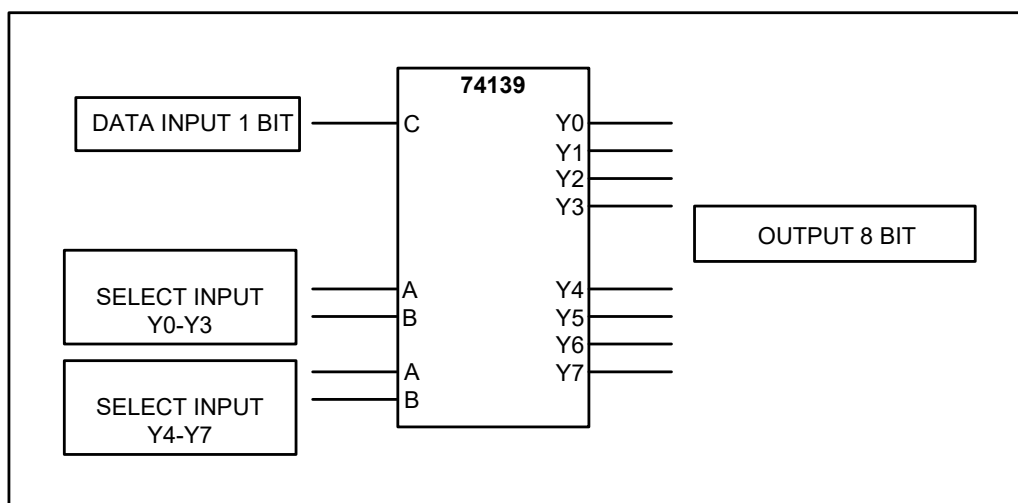 74139
DATA INPUT 1 BIT
C
Y0
Y1
Y2
Y3
OUTPUT 8 BIT
SELECT INPUT
Y0-Y3
A
B
Y4
Y5
Y6
Y7
SELECT INPUT
Y4-Y7
A
B